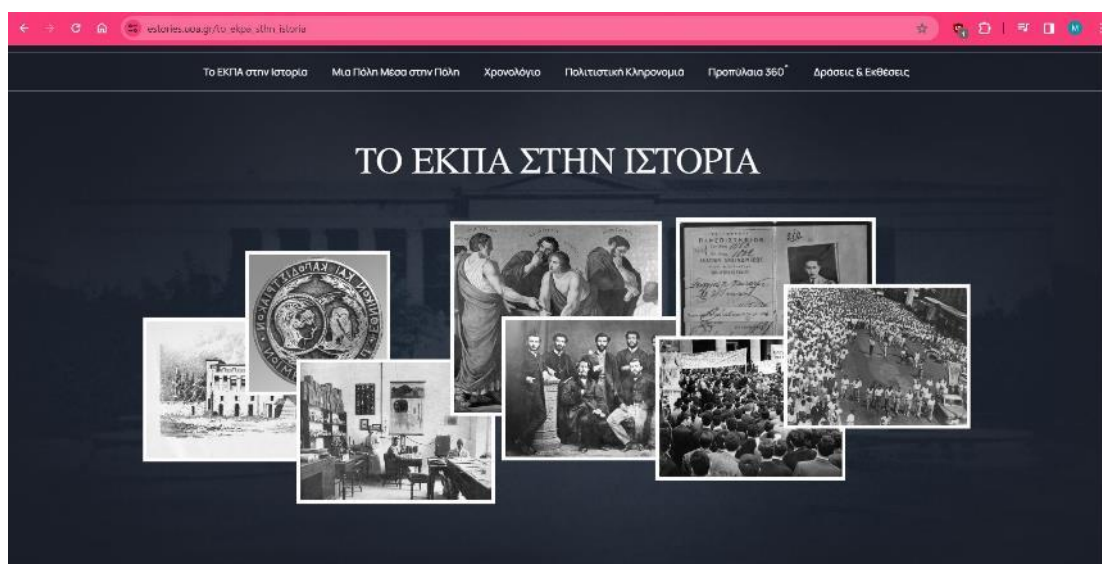 estories.uoa.gr/to_ekpa_sthn_istoria
Το ΕΚΠΑ στην Ιστορία Μια Πόλη Μέσα στην Πόλη Χρονολόγιο Πολιτιστική Κληρονομιά Προπύλαια 360° Δράσεις & Εκθέσεις
ΤΟ ΕΚΠΑ ΣΤΗΝ ΙΣΤΟΡΙΑ